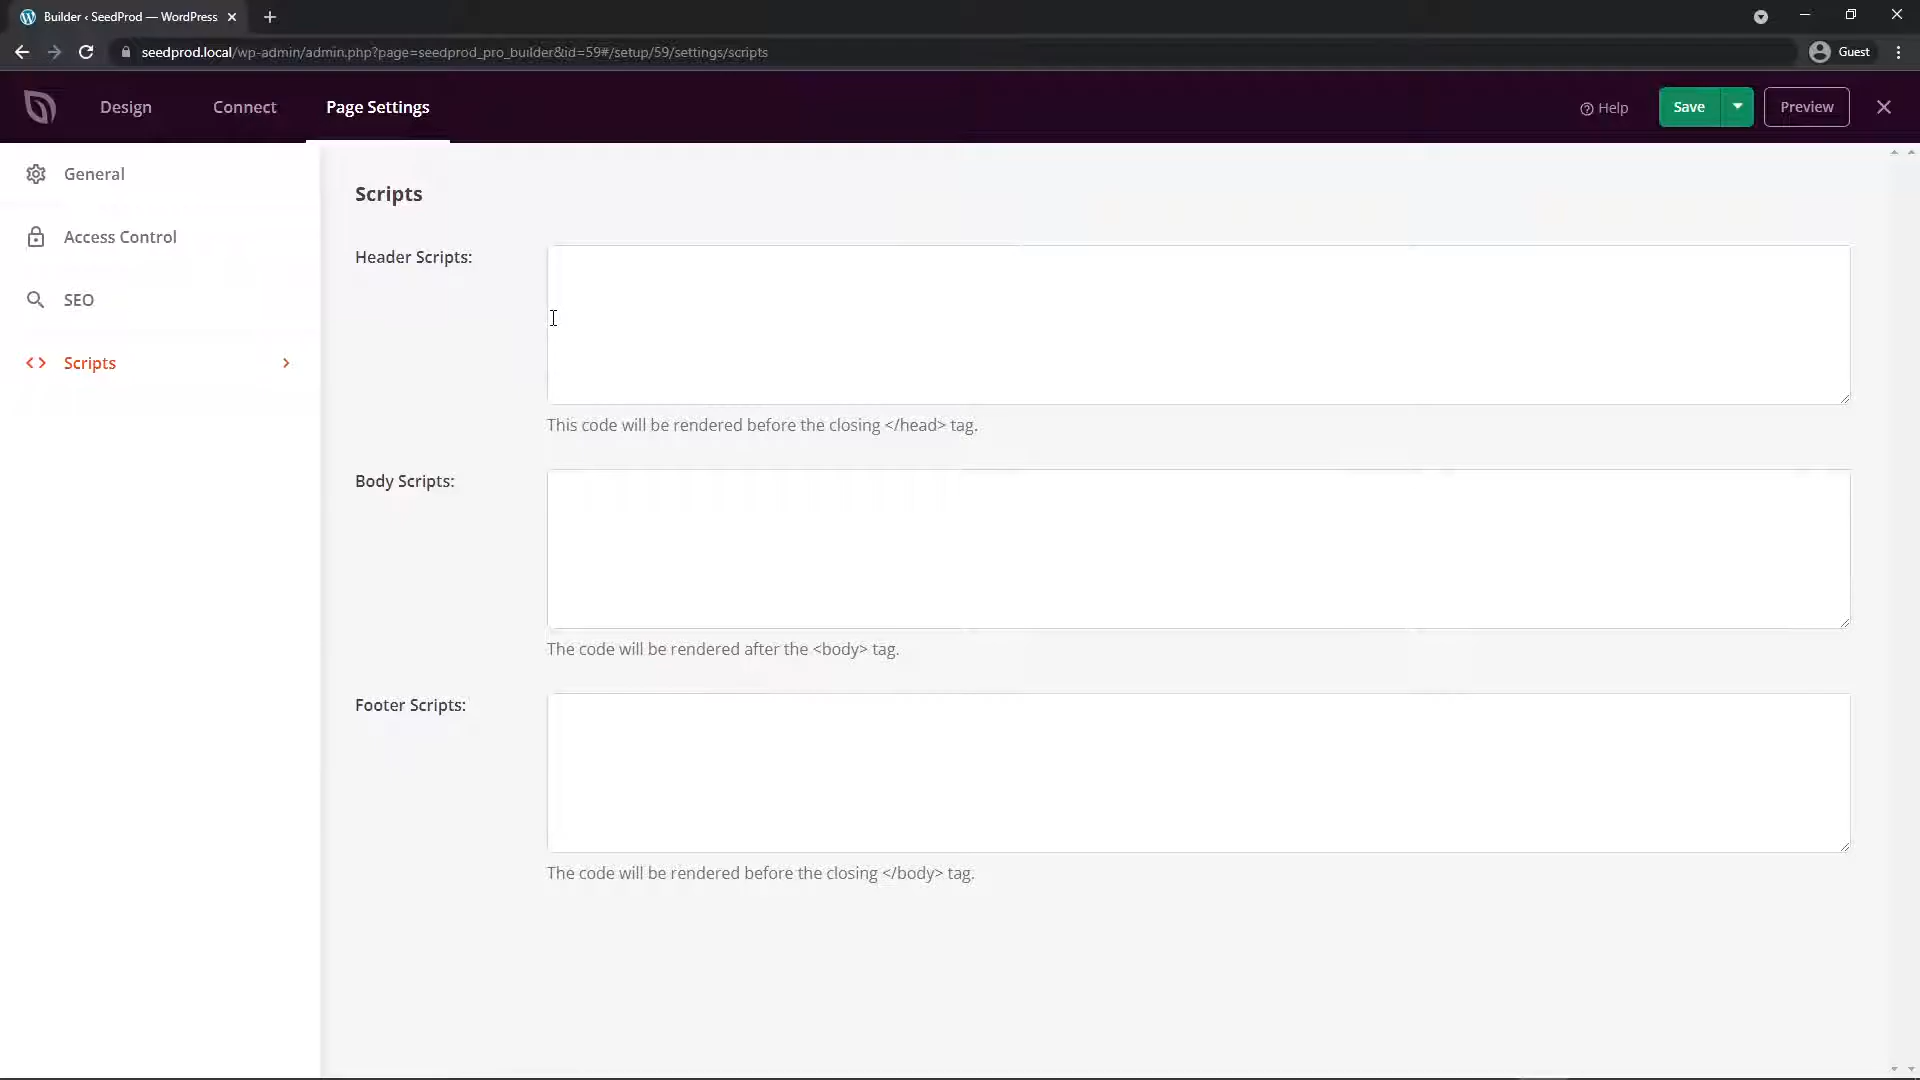 Builder ‹ SeedProd — WordPress
seedprod.local/wp-admin/admin.php?page=seedprod_pro_builder&id=59#/setup/59/settings/scripts
Guest
Design
Connect
Page Settings
Help
Save
Preview
General
Access Control
SEO
Scripts
Scripts
Header Scripts:
This code will be rendered before the closing </head> tag.
Body Scripts:
The code will be rendered after the <body> tag.
Footer Scripts:
The code will be rendered before the closing </body> tag.